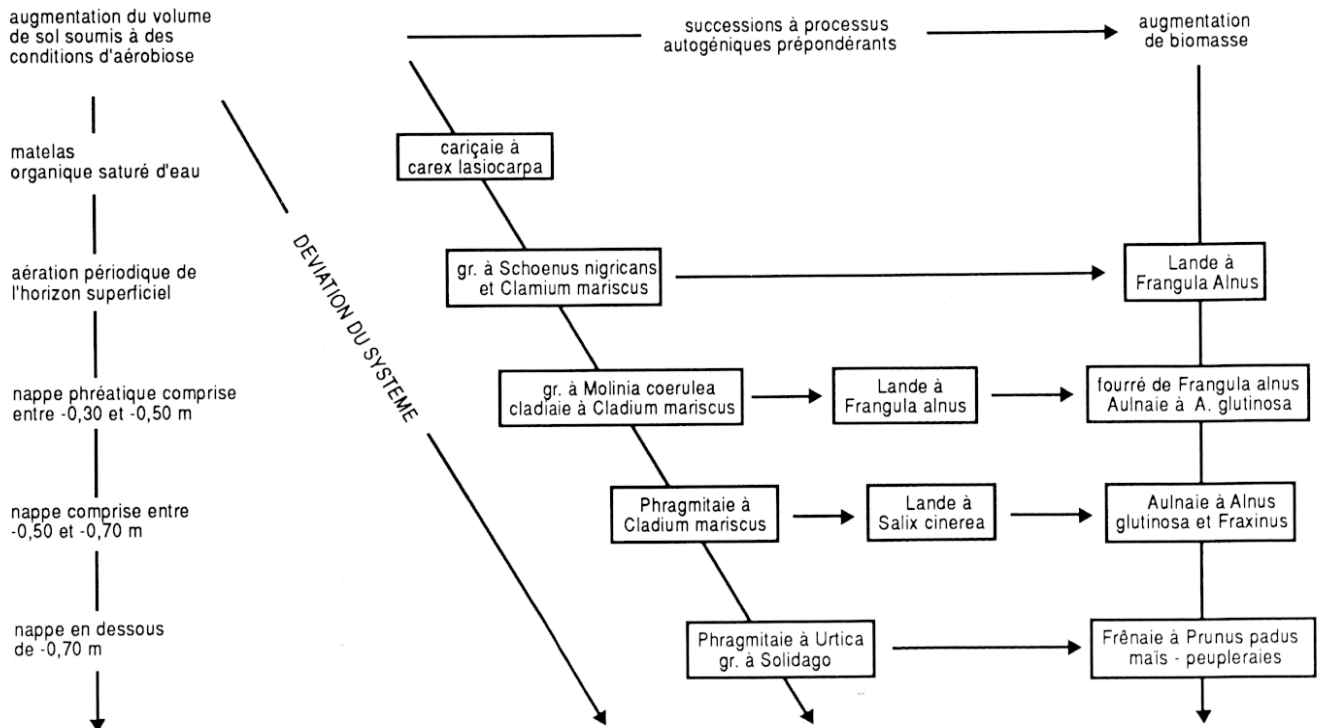 augmentation du volume
de sol soumis à des
conditions d'aérobiose
successions à processus
autogéniques prépondérants
augmentation
de biomasse
matelas
organique saturé d'eau
cariçaie à
carex lasiocarpa
DEVIATION DU SYSTEME
aération périodique de
l'horizon superficiel
gr. à Schoenus nigricans
et Clamium mariscus
Lande à
Frangula Alnus
nappe phréatique comprise
entre -0,30 et -0,50 m
gr. à Molinia coerulea
cladiaie à Cladium mariscus
Lande à
Frangula alnus
fourré de Frangula alnus
Aulnaie à A. glutinosa
nappe comprise entre
-0,50 et -0,70 m
Phragmitaie à
Cladium mariscus
Lande à
Salix cinerea
Aulnaie à Alnus
glutinosa et Fraxinus
nappe en dessous
de -0,70 m
Phragmitaie à Urtica
gr. à Solidago
Frênaie à Prunus padus
maïs - peupleraies